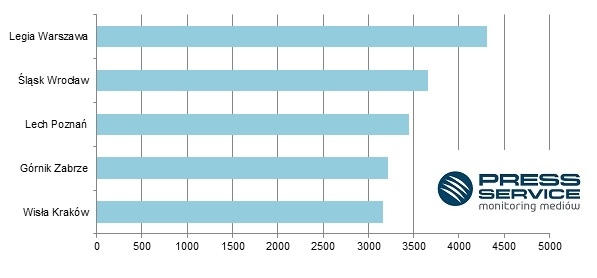 Legia Warszawa
Śląsk Wrocław
Lech Poznań
Górnik Zabrze
Wisła Kraków
PRESS
SERVICE
monitoring mediów
0 500 1000 1500 2000 2500 3000 3500 4000 4500 5000